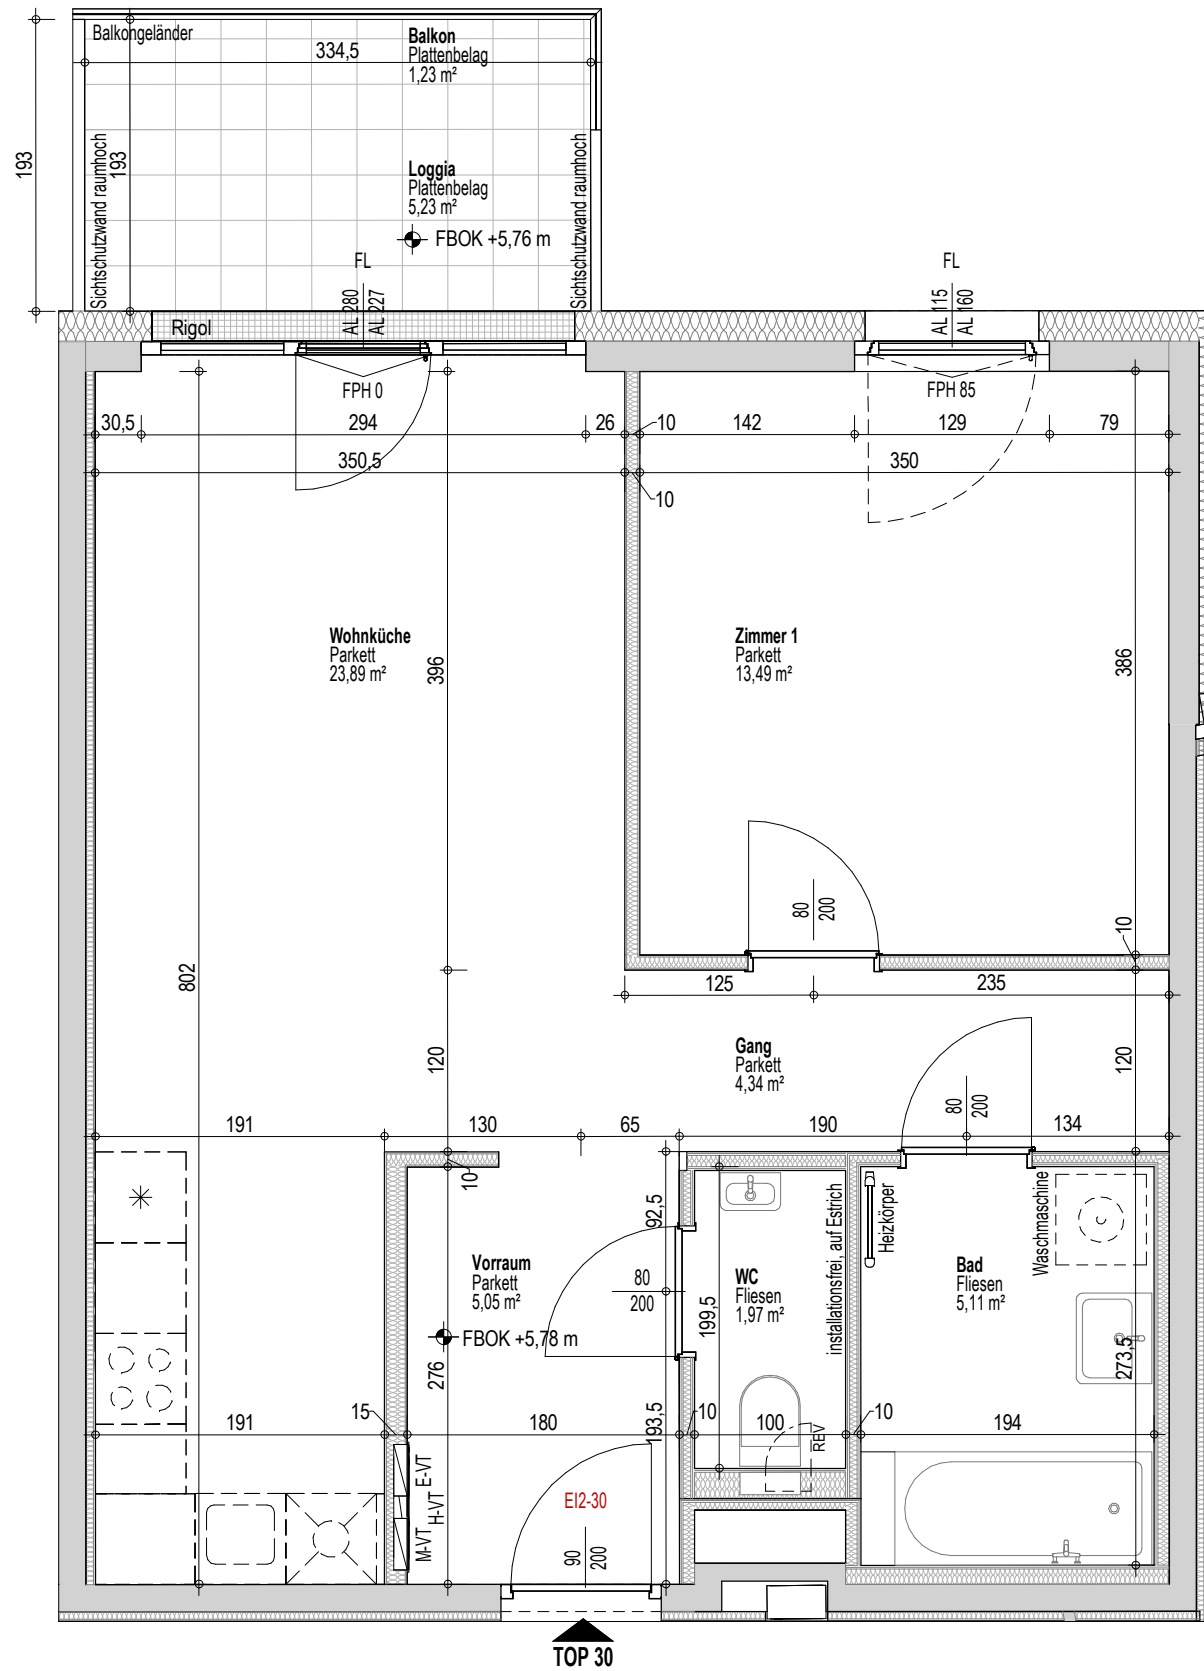 Balkongeländer
334,5
Balkon
Plattenbelag
1,23 m²
193
193
Sichtschutzwand raumhoch
Loggia
Plattenbelag
5,23 m²
FBOK +5,76 m
Sichtschutzwand raumhoch
FL
AL 280
AL 227
Rigol
FL
AL 115
AL 160
FPH 0
FPH 85
30,5
294
26
10
142
129
79
350,5
10
350
Wohnküche
Parkett
23,89 m²
396
Zimmer 1
Parkett
13,49 m²
386
80
200
10
802
125
235
120
Gang
Parkett
4,34 m²
80
200
120
191
130
65
190
134
10
92,5
Vorraum
Parkett
5,05 m²
80
200
FBOK +5,78 m
276
199,5
WC
Fliesen
1,97 m²
installationsfrei, auf Estrich
Heizkörper
Bad
Fliesen
5,11 m²
Waschmaschine
273,5
191
15
180
193,5
10
100
REV
10
194
E-VT
H-VT
M-VT
EI2-30
90
200
TOP 30